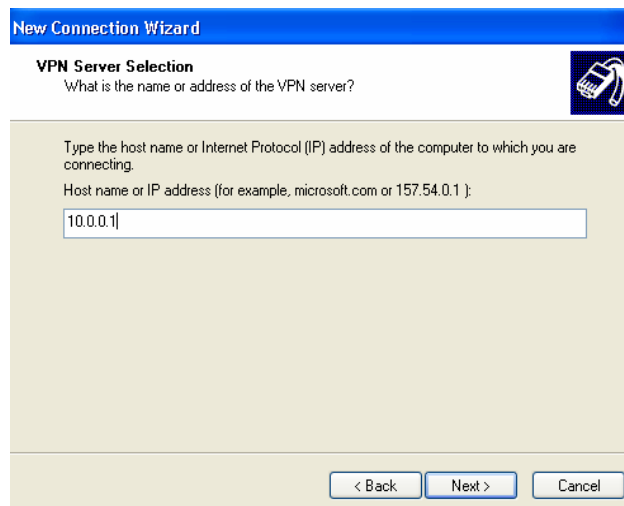 New Connection Wizard
VPN Server Selection
What is the name or address of the VPN server?
Type the host name or Internet Protocol (IP) address of the computer to which you are
connecting.
Host name or IP address (for example, microsoft.com or 157.54.0.1 ):
10.0.0.1
< Back
Next >
Cancel